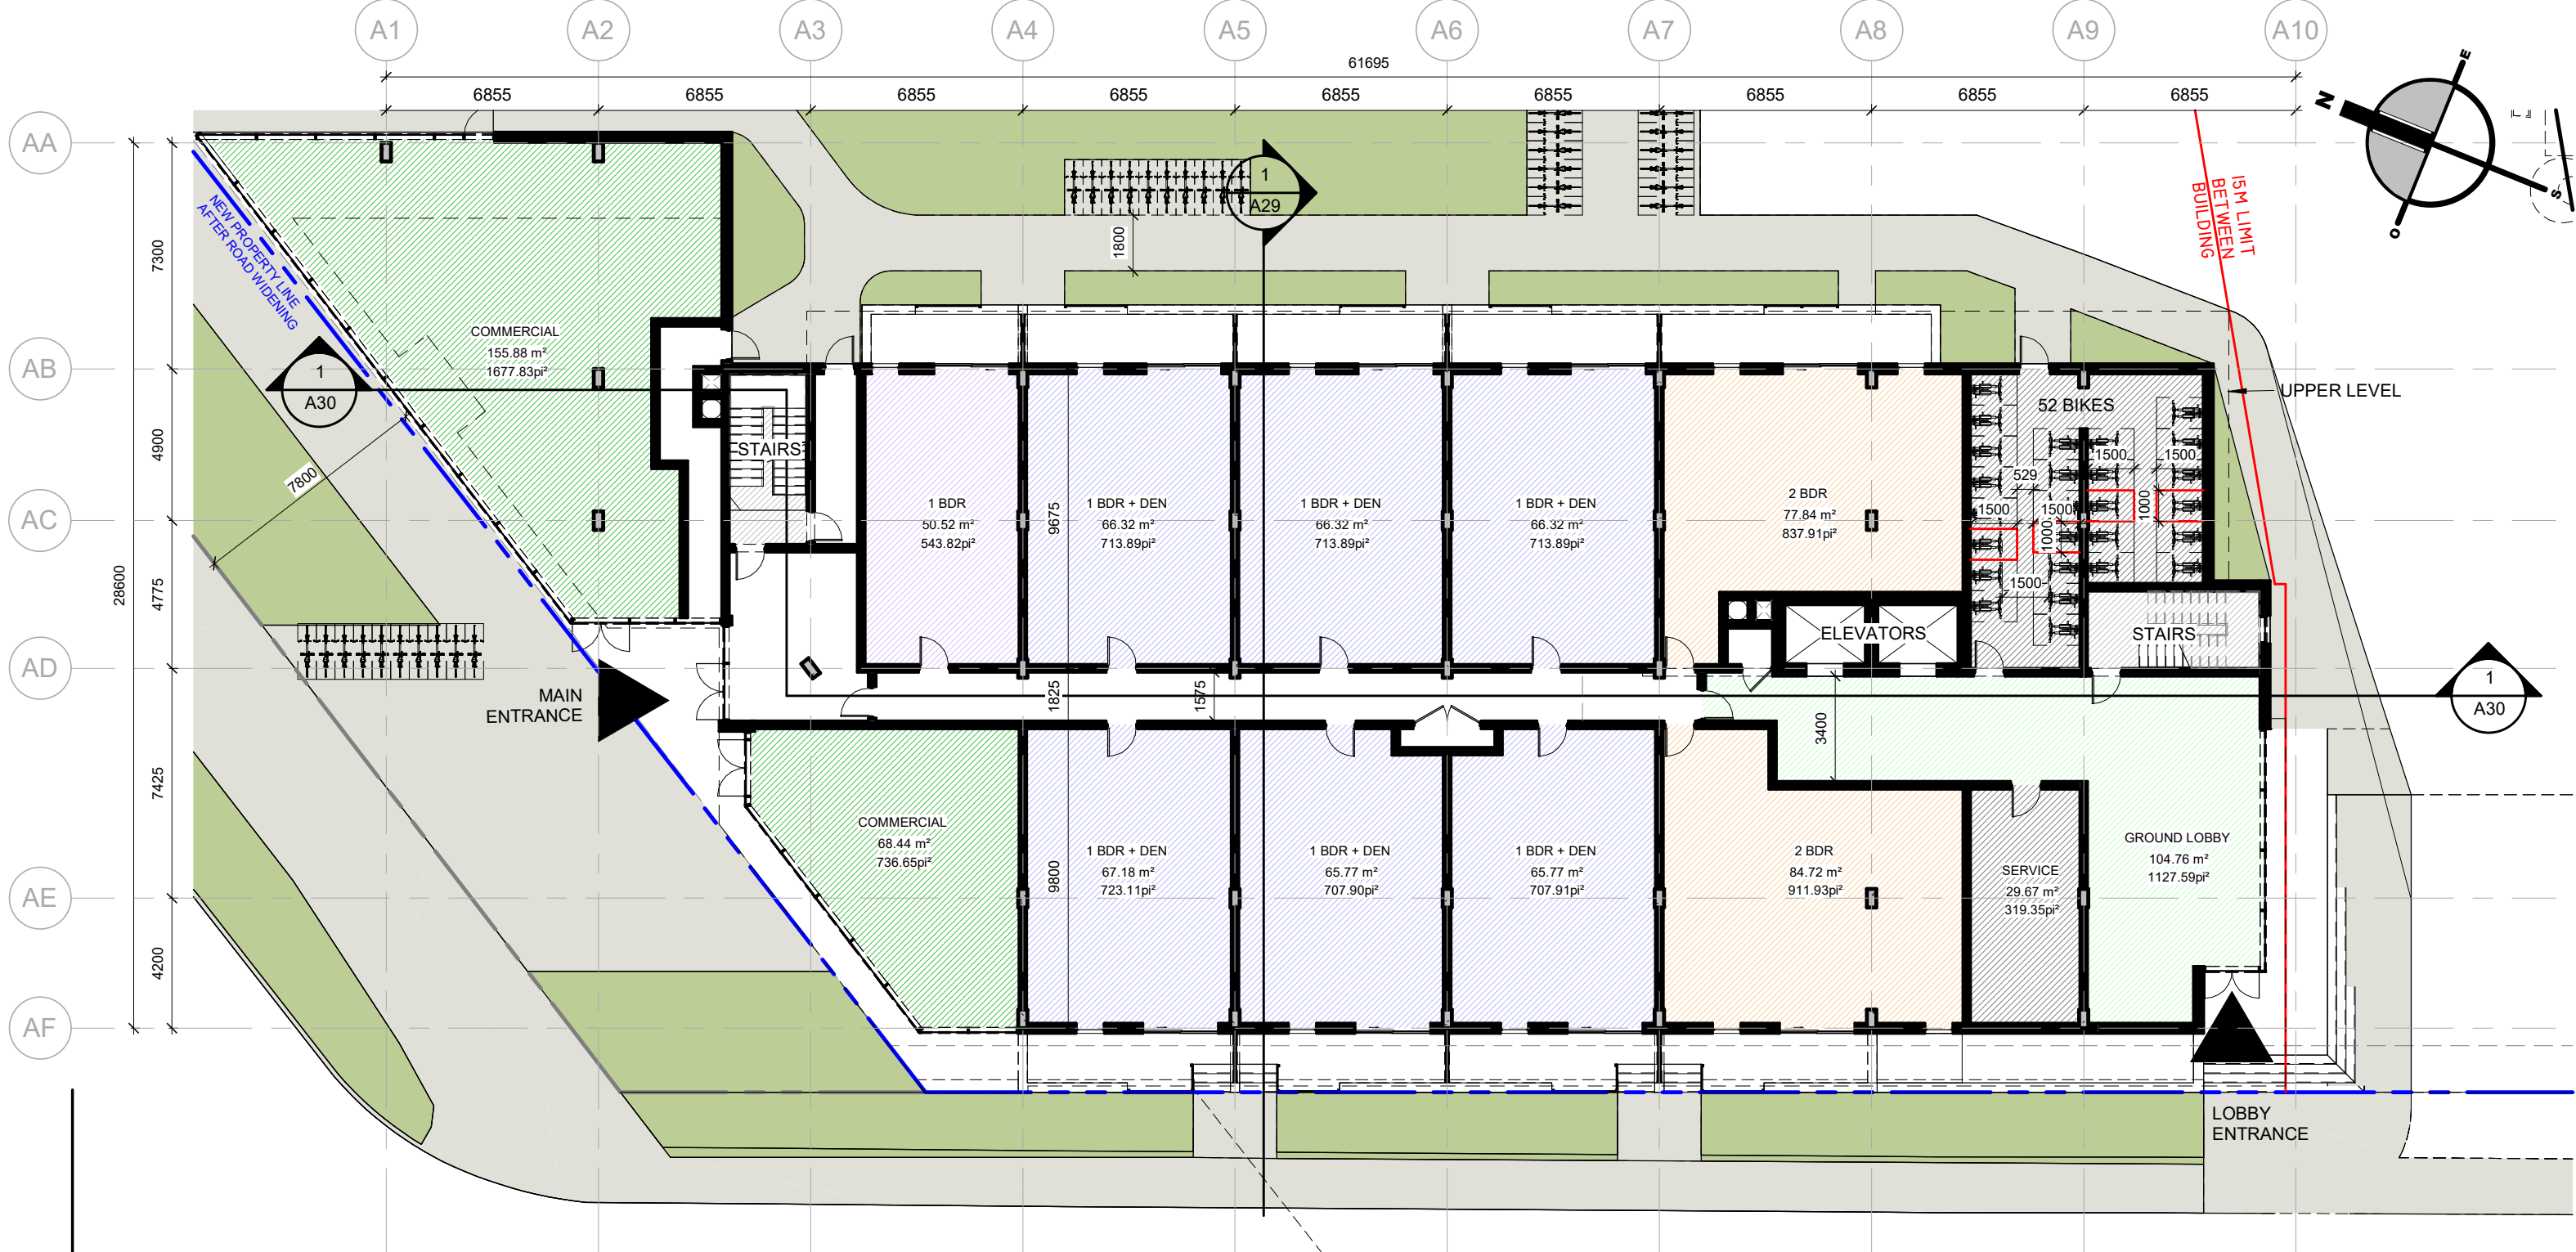 A1 A2 A3 A4 A5 A6 A7 A8 A9 A10
61695
6855 6855 6855 6855 6855 6855 6855 6855 6855
AA
AB
AC
AD
AE
AF
28600
7300
4900
4775
7425
4200
N
E
S
O
15M LIMIT
BETWEEN
BUILDING
NEW PROPERTY LINE
AFTER ROAD WIDENING
1
A29
1800
COMMERCIAL
155.88 m²
1677.83pi²
1
A30
7800
STAIRS
1 BDR
50.52 m²
543.82pi²
9675
1 BDR + DEN
66.32 m²
713.89pi²
1 BDR + DEN
66.32 m²
713.89pi²
1 BDR + DEN
66.32 m²
713.89pi²
2 BDR
77.84 m²
837.91pi²
52 BIKES
1500 1500
529
1500 1500
1000
1000
1500
UPPER LEVEL
ELEVATORS
STAIRS
1
A30
MAIN
ENTRANCE
1825
1575
3400
COMMERCIAL
68.44 m²
736.65pi²
9800
1 BDR + DEN
67.18 m²
723.11pi²
1 BDR + DEN
65.77 m²
707.90pi²
1 BDR + DEN
65.77 m²
707.91pi²
2 BDR
84.72 m²
911.93pi²
SERVICE
29.67 m²
319.35pi²
GROUND LOBBY
104.76 m²
1127.59pi²
LOBBY
ENTRANCE